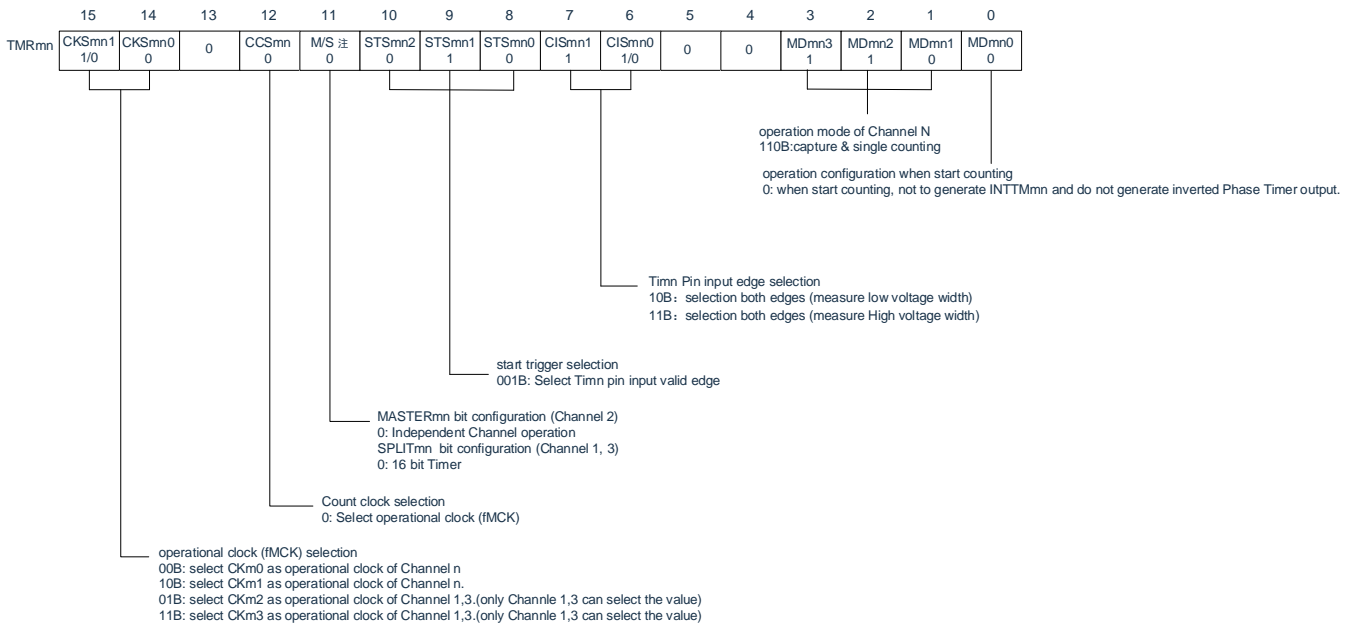 15 14 13 12 11 10 9 8 7 6 5 4 3 2 1 0
TMRmn CKSmn1 CKSmn0 0 CCSmn M/S 注 STSmn2 STSmn1 STSmn0 CISmn1 CISmn0 0 0 MDmn3 MDmn2 MDmn1 MDmn0
1/0 0 0 0 0 1 0 1 1/0 1 1 0 0
operation mode of Channel N
110B:capture & single counting
operation configuration when start counting
0: when start counting, not to generate INTTMmn and do not generate inverted Phase Timer output.
Timn Pin input edge selection
10B：selection both edges (measure low voltage width)
11B：selection both edges (measure High voltage width)
start trigger selection
001B: Select Timn pin input valid edge
MASTERmn bit configuration (Channel 2)
0: Independent Channel operation
SPLITmn bit configuration (Channel 1, 3)
0: 16 bit Timer
Count clock selection
0: Select operational clock (fMCK)
operational clock (fMCK) selection
00B: select CKm0 as operational clock of Channel n
10B: select CKm1 as operational clock of Channel n.
01B: select CKm2 as operational clock of Channel 1,3.(only Channle 1,3 can select the value)
11B: select CKm3 as operational clock of Channel 1,3.(only Channle 1,3 can select the value)